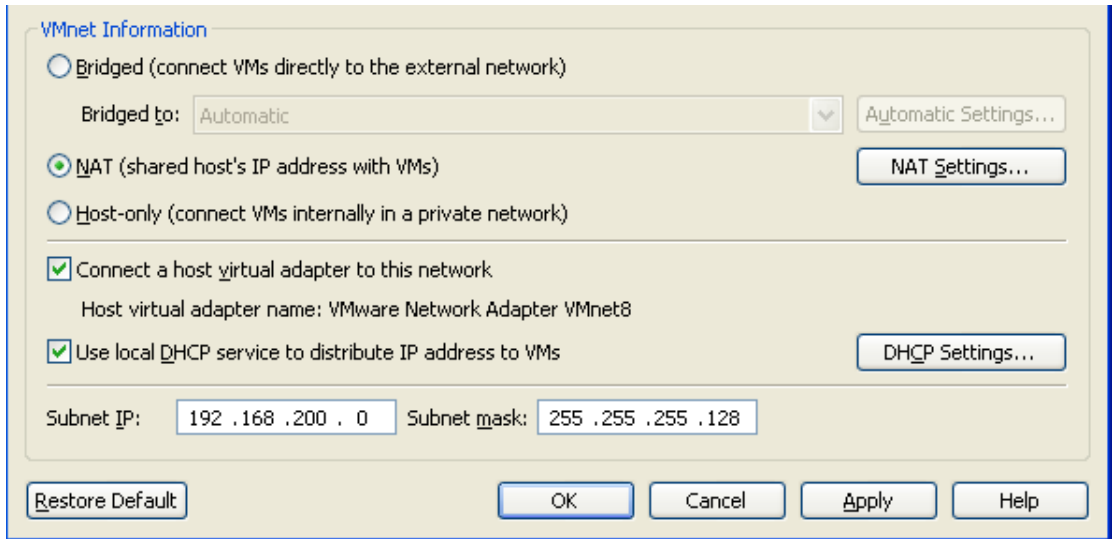 VMnet Information
Bridged (connect VMs directly to the external network)
Bridged to: Automatic Automatic Settings...
NAT (shared host's IP address with VMs) NAT Settings...
Host-only (connect VMs internally in a private network)
Connect a host virtual adapter to this network
Host virtual adapter name: VMware Network Adapter VMnet8
Use local DHCP service to distribute IP address to VMs DHCP Settings...
Subnet IP: 192 .168 .200 . 0 Subnet mask: 255 .255 .255 .128
Restore Default OK Cancel Apply Help